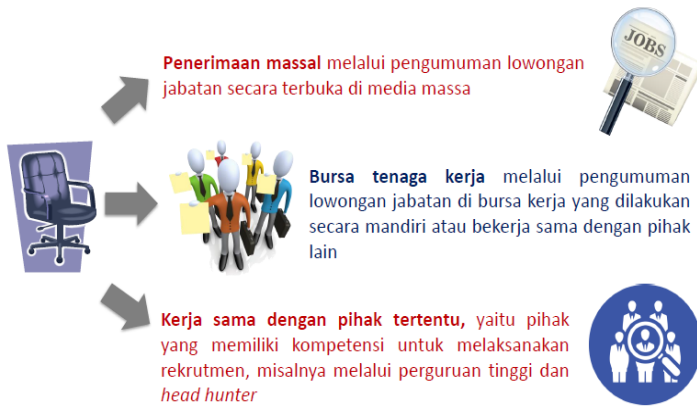 Penerimaan massal melalui pengumuman lowongan
jabatan secara terbuka di media massa
JOBS
Bursa tenaga kerja melalui pengumuman
lowongan jabatan di bursa kerja yang dilakukan
secara mandiri atau bekerja sama dengan pihak
lain
Kerja sama dengan pihak tertentu, yaitu pihak
yang memiliki kompetensi untuk melaksanakan
rekrutmen, misalnya melalui perguruan tinggi dan
head hunter